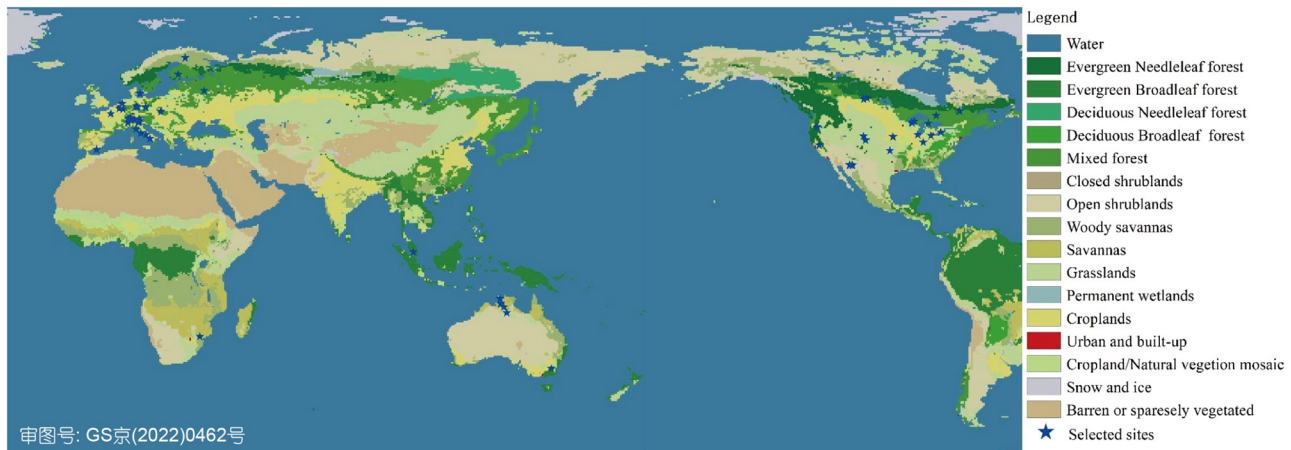 Legend
Water
Evergreen Needleleaf forest
Evergreen Broadleaf forest
Deciduous Needleleaf forest
Deciduous Broadleaf  forest
Mixed forest
Closed shrublands
Open shrublands
Woody savannas
Savannas
Grasslands
Permanent wetlands
Croplands
Urban and built-up
Cropland/Natural vegetion mosaic
Snow and ice
Barren or sparesely vegetated
Selected sites
审图号: GS京(2022)0462号